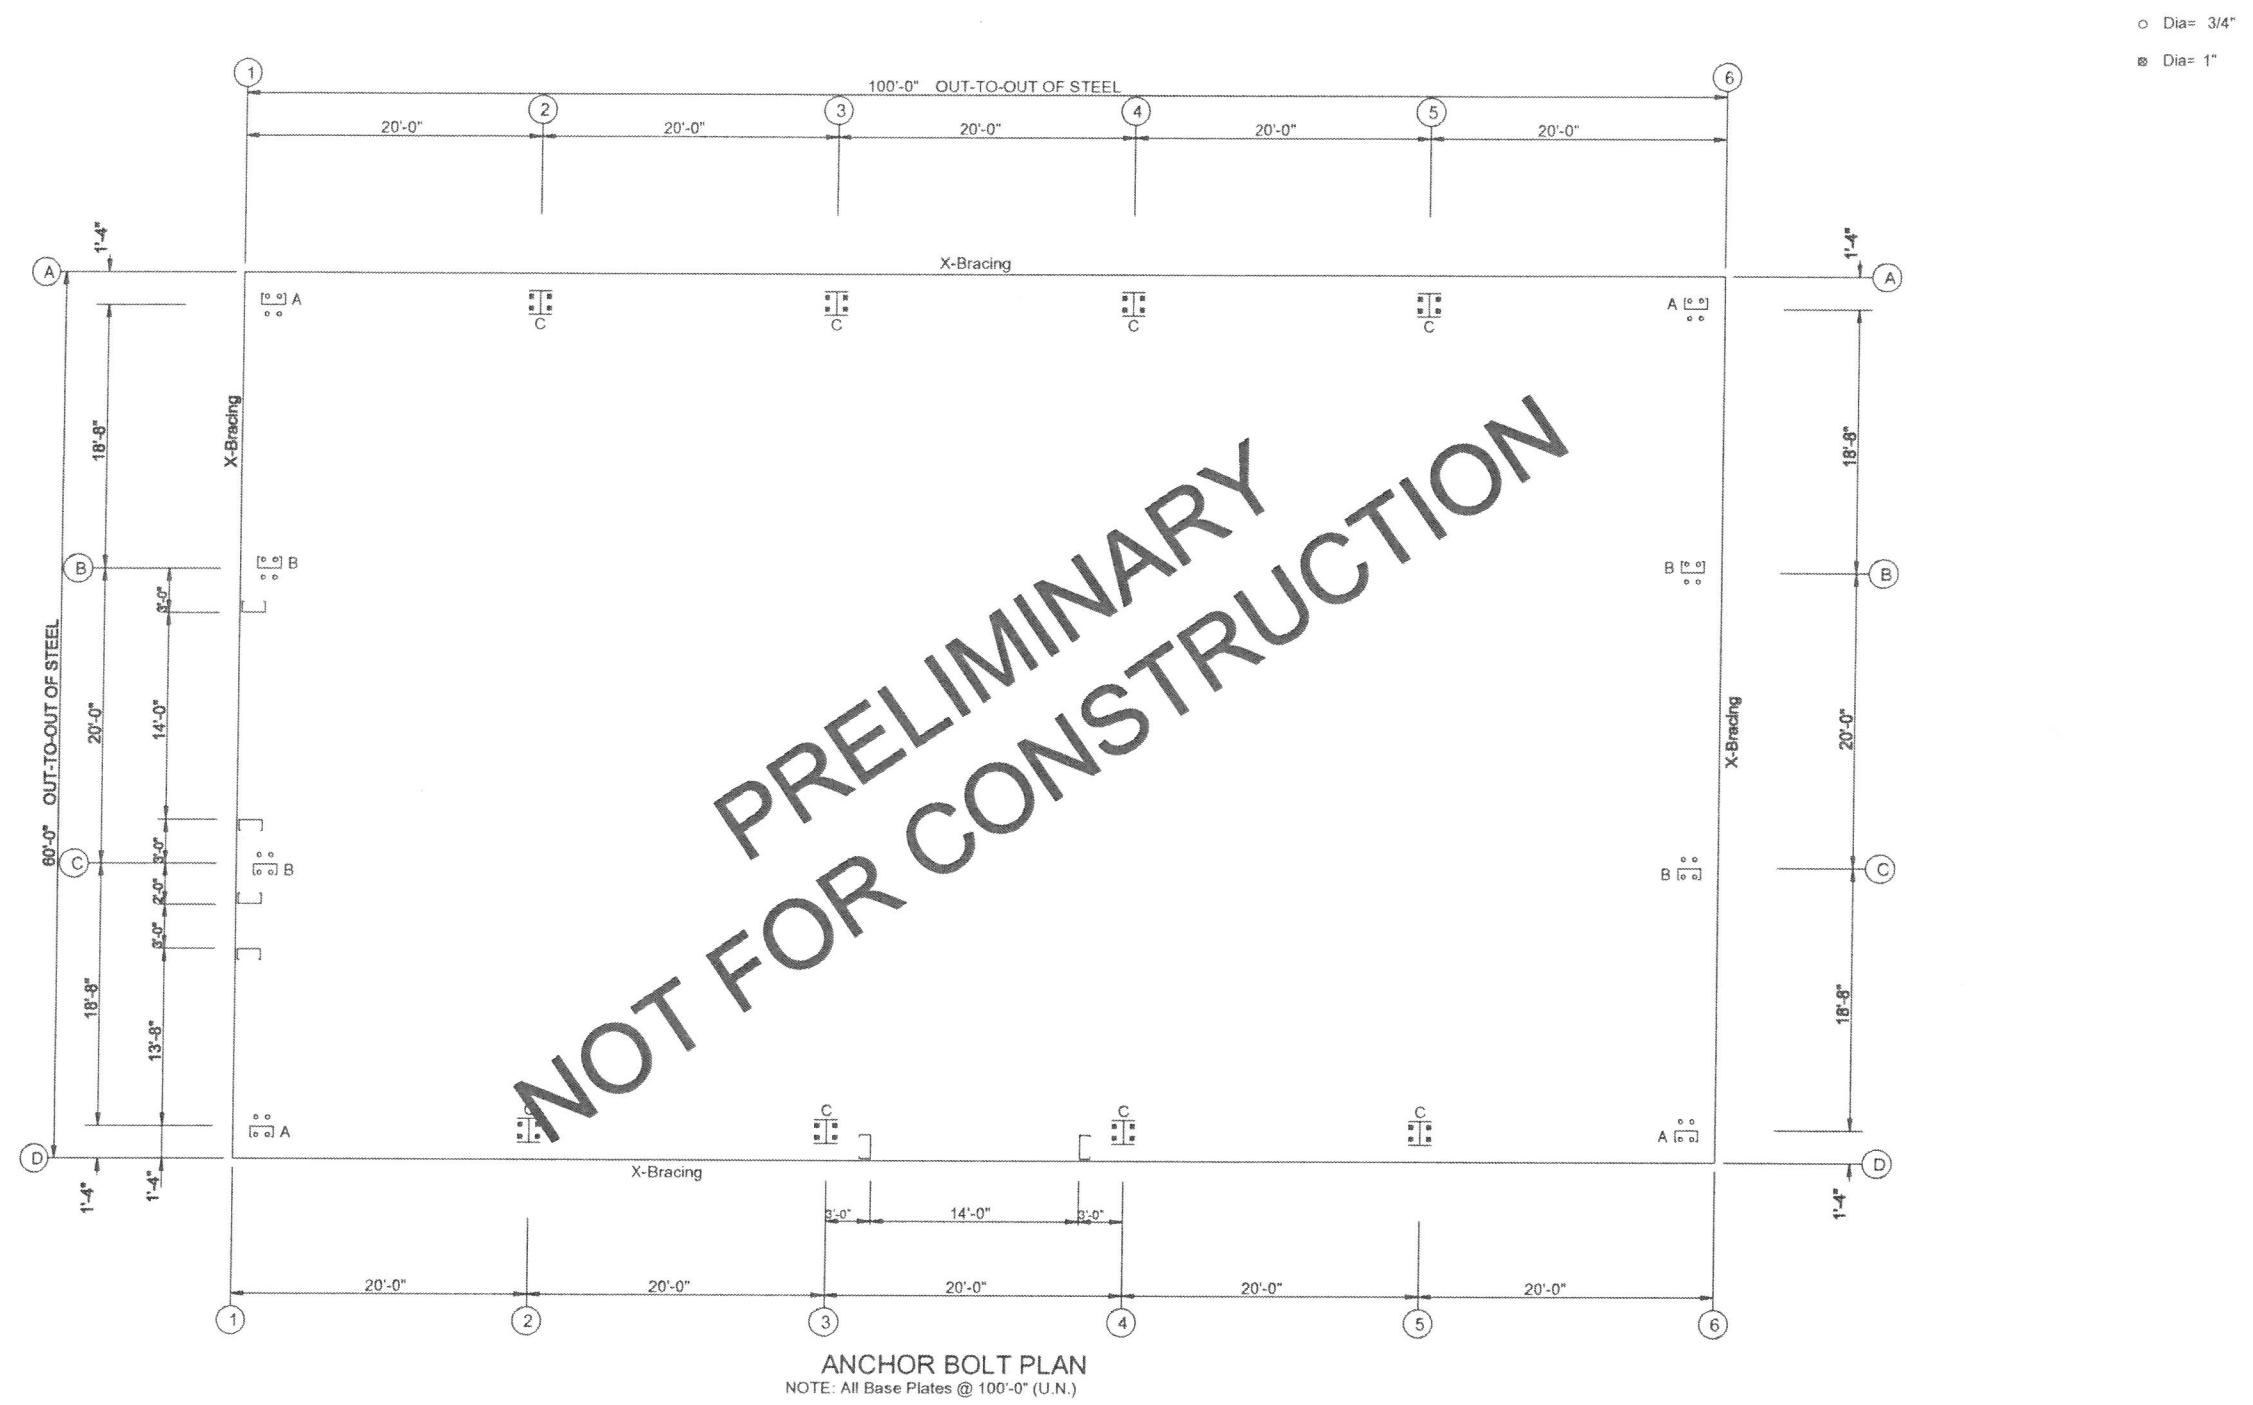 Dia= 3/4"
Dia= 1"
1
6
100'-0" OUT-TO-OUT OF STEEL
2
3
4
5
20'-0"
20'-0"
20'-0"
20'-0"
20'-0"
1'-4"
1'-4"
X-Bracing
A
A
A
A
C
C
C
C
X-Bracing
18'-8"
18'-8"
PRELIMINARY
NOT FOR CONSTRUCTION
B
B
B
B
3'-0"
60'-0" OUT-TO-OUT OF STEEL
20'-0"
14'-0"
X-Bracing
20'-0"
3'-0"
C
B
B
C
2'-0"
3'-0"
18'-8"
13'-8"
18'-8"
A
C
C
C
C
A
D
D
X-Bracing
1'-4"
1'-4"
1'-4"
3'-0"
14'-0"
3'-0"
20'-0"
20'-0"
20'-0"
20'-0"
20'-0"
1
2
3
4
5
6
ANCHOR BOLT PLAN
NOTE: All Base Plates @ 100'-0" (U.N.)